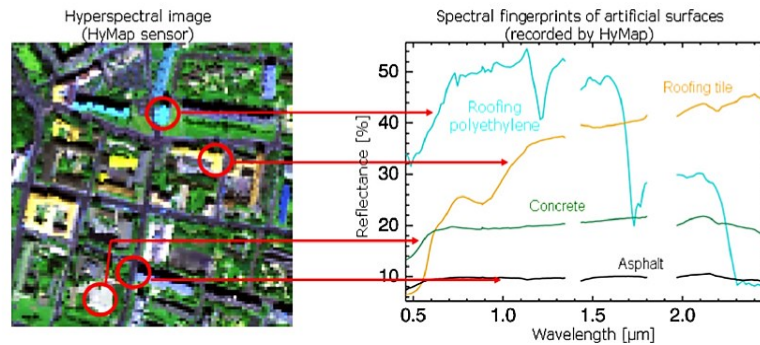 Hyperspectral image
(HyMap sensor)
Spectral fingerprints of artificial surfaces
(recorded by HyMap)
Reflectance [%]
50
40
30
20
10
Roofing
polyethylene
Roofing tile
Concrete
Asphalt
0.5
1.0
1.5
2.0
Wavelength [µm]